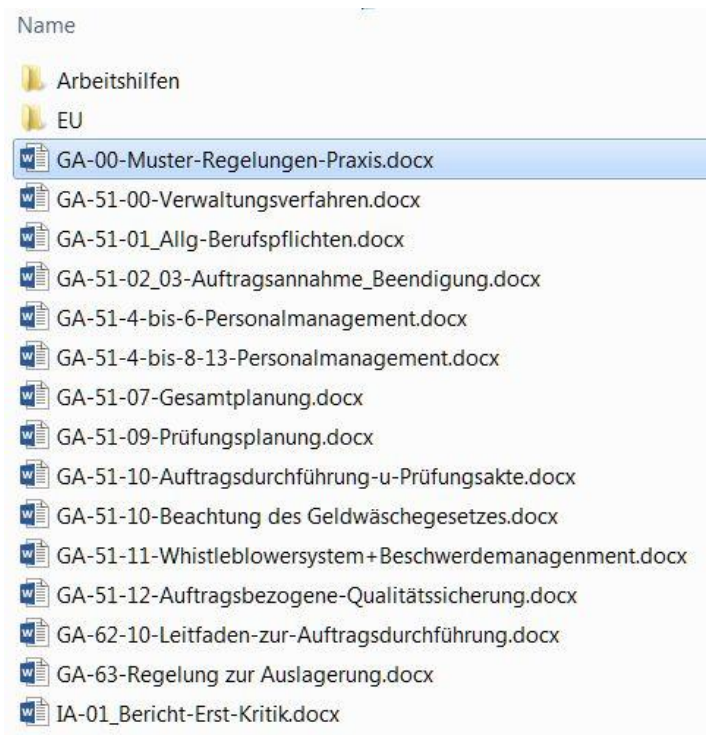 Name
Arbeitshilfen
EU
GA-00-Muster-Regelungen-Praxis.docx
GA-51-00-Verwaltungsverfahren.docx
GA-51-01_Allg-Berufspflichten.docx
GA-51-02_03-Auftragsannahme_Beendigung.docx
GA-51-4-bis-6-Personalmanagement.docx
GA-51-4-bis-8-13-Personalmanagement.docx
GA-51-07-Gesamtplanung.docx
GA-51-09-Prüfungsplanung.docx
GA-51-10-Auftragsdurchführung-u-Prüfungsakte.docx
GA-51-10-Beachtung des Geldwäschegesetzes.docx
GA-51-11-Whistleblowersystem+Beschwerdemanagenment.docx
GA-51-12-Auftragsbezogene-Qualitätssicherung.docx
GA-62-10-Leitfaden-zur-Auftragsdurchführung.docx
GA-63-Regelung zur Auslagerung.docx
IA-01_Bericht-Erst-Kritik.docx